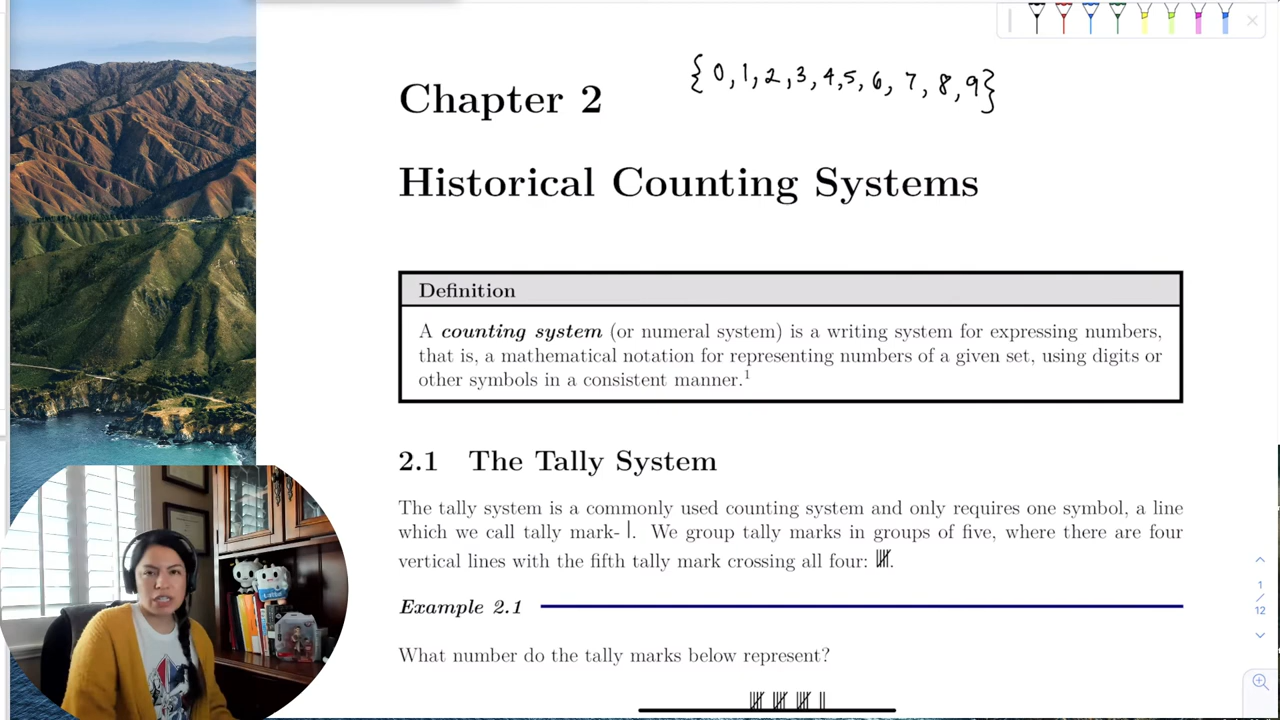 {0,1,2,3,4,5,6,7,8,9}
Chapter 2
Historical Counting Systems
Definition
A counting system (or numeral system) is a writing system for expressing numbers,
that is, a mathematical notation for representing numbers of a given set, using digits or
other symbols in a consistent manner.1
2.1 The Tally System
The tally system is a commonly used counting system and only requires one symbol, a line
which we call tally mark- |. We group tally marks in groups of five, where there are four
vertical lines with the fifth tally mark crossing all four: 
Example 2.1
What number do the tally marks below represent?
1
/
12